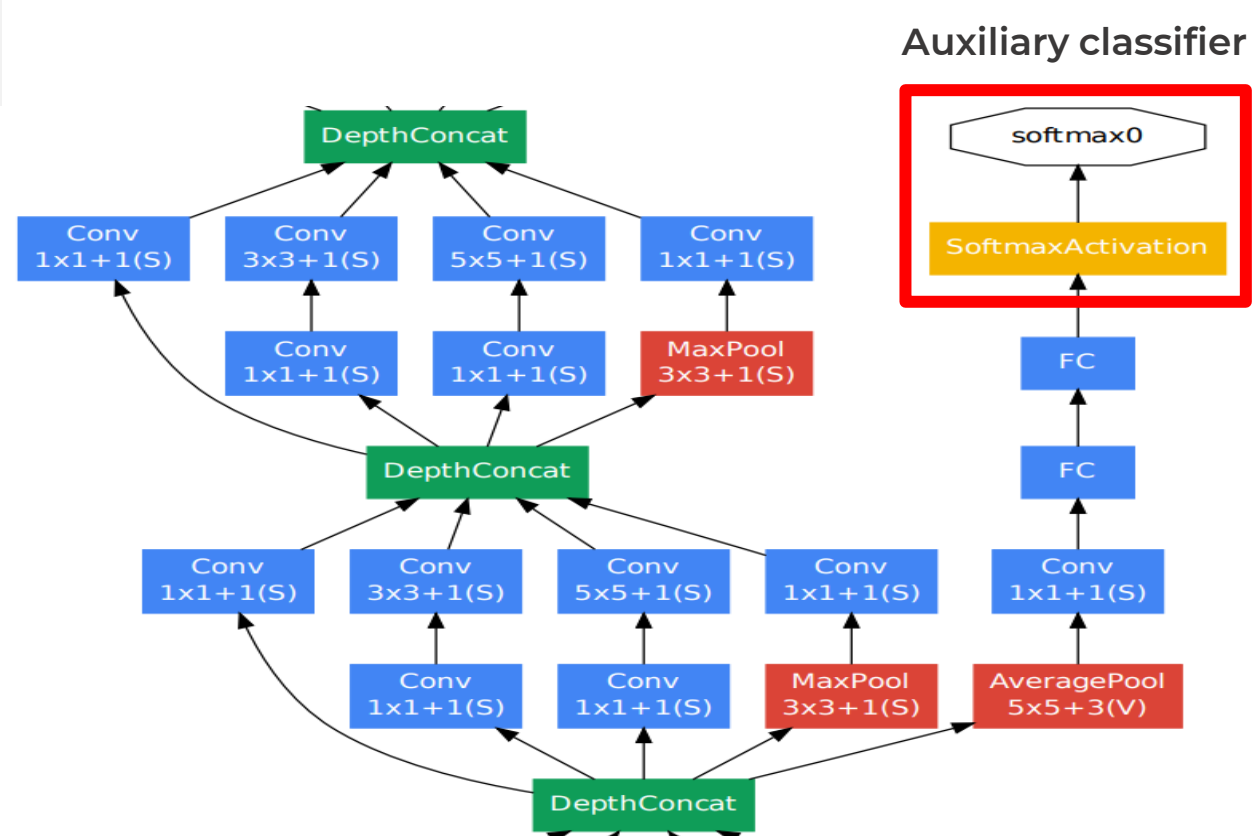 Auxiliary classifier
softmax0
DepthConcat
Conv
1x1+1(S)
Conv
3x3+1(S)
Conv
5x5+1(S)
Conv
1x1+1(S)
SoftmaxActivation
Conv
1x1+1(S)
Conv
1x1+1(S)
MaxPool
3x3+1(S)
FC
DepthConcat
FC
Conv
1x1+1(S)
Conv
3x3+1(S)
Conv
5x5+1(S)
Conv
1x1+1(S)
Conv
1x1+1(S)
Conv
1x1+1(S)
Conv
1x1+1(S)
MaxPool
3x3+1(S)
AveragePool
5x5+3(V)
DepthConcat